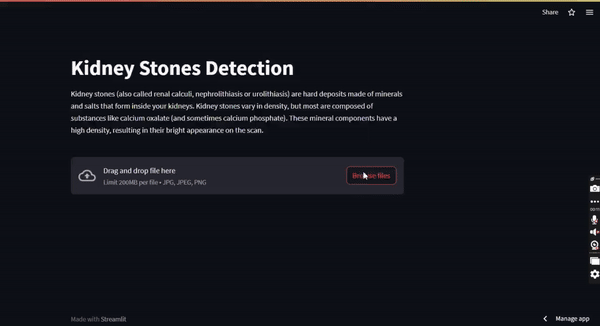 Share
Kidney Stones Detection
Kidney stones (also called renal calculi, nephrolithiasis or urolithiasis) are hard deposits made of minerals
and salts that form inside your kidneys. Kidney stones vary in density, but most are composed of
substances like calcium oxalate (and sometimes calcium phosphate). These mineral components have a
high density, resulting in their bright appearance on the scan.
Drag and drop file here
Limit 200MB per file • JPG, JPEG, PNG
Browse files
Made with Streamlit
Manage app